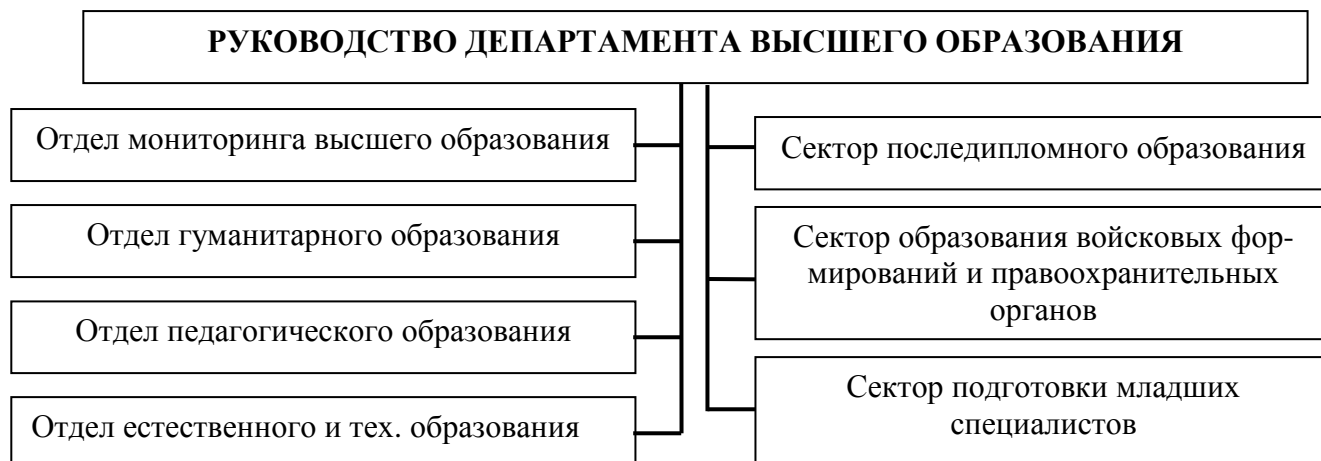 РУКОВОДСТВО ДЕПАРТАМЕНТА ВЫСШЕГО ОБРАЗОВАНИЯ
Отдел мониторинга высшего образования
Отдел гуманитарного образования
Отдел педагогического образования
Отдел естественного и тех. образования
Сектор последипломного образования
Сектор образования войсковых фор-
мирований и правоохранительных
органов
Сектор подготовки младших
специалистов